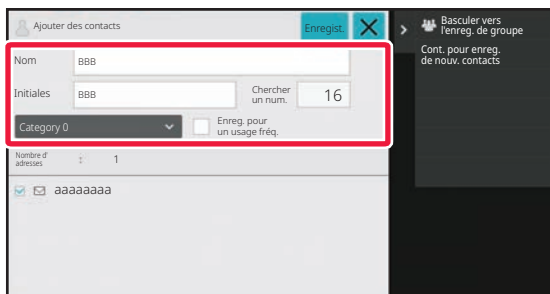 Ajouter des contacts
Enregist.
Nom
BBB
Initiales
BBB
Chercher
un num.
16
Category 0
Enreg. pour
un usage fréq.
Nombre d'
adresses
:
1
aaaaaaaa
Basculer vers
l'enreg. de groupe
Cont. pour enreg.
de nouv. contacts